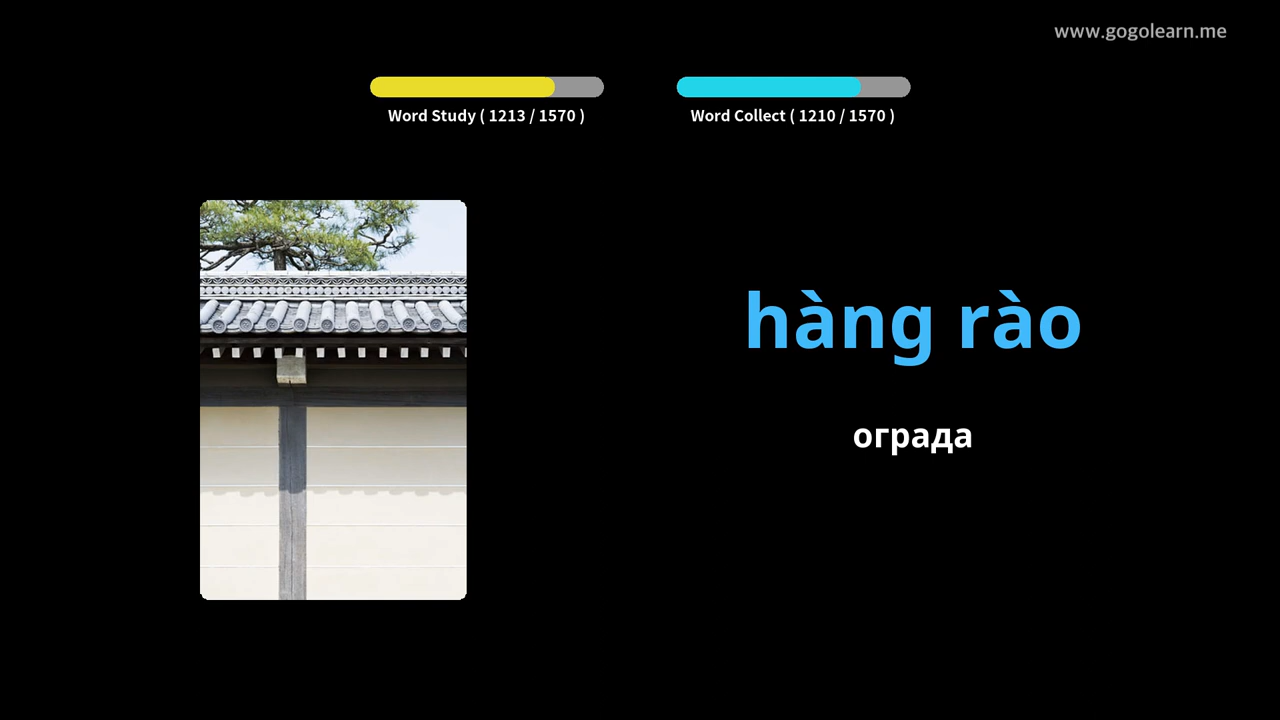 www.gogolearn.me
Word Study ( 1213 / 1570 )
Word Collect ( 1210 / 1570 )
hàng rào
ограда